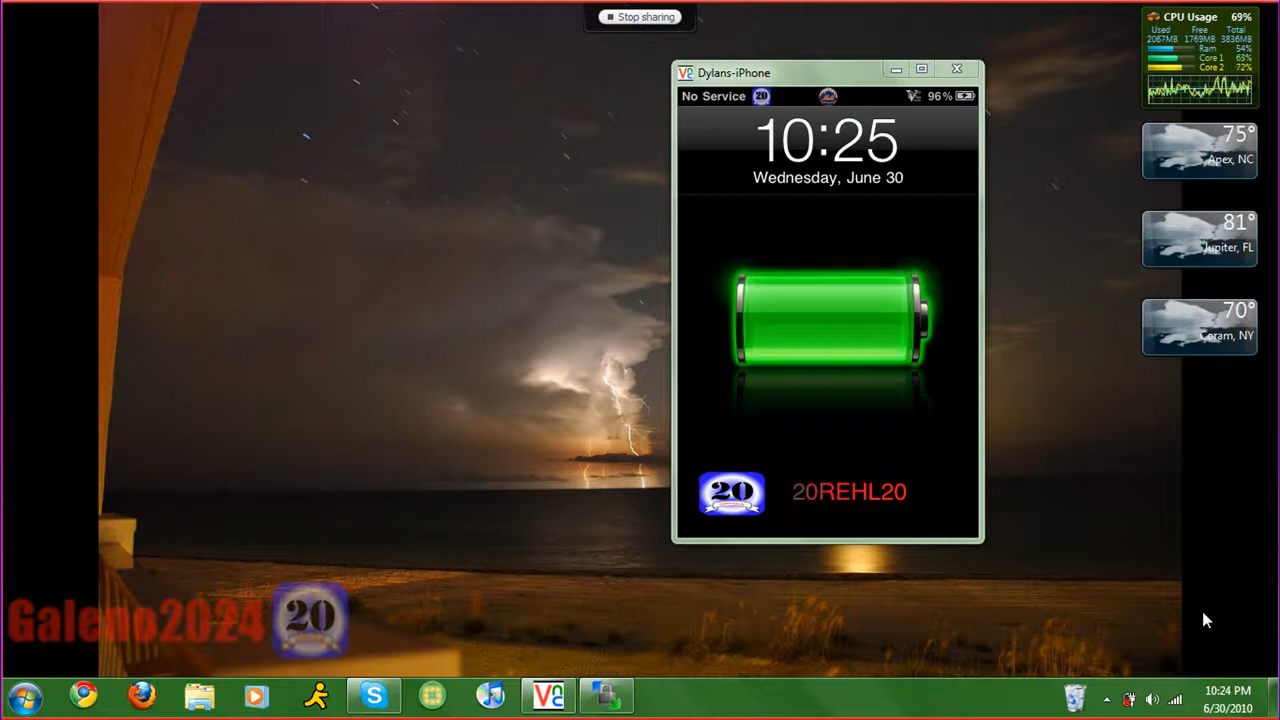 Stop sharing
CPU Usage 69%
Used Free Total
2067MB 1769MB 3836MB
Ram 54%
Core 1 63%
Core 2 72%
75°
Apex, NC
81°
Jupiter, FL
70°
Coram, NY
Dylans-iPhone
No Service 20 96%
10:25
Wednesday, June 30
20 20REHL20
Galeno2024 20
10:24 PM
6/30/2010